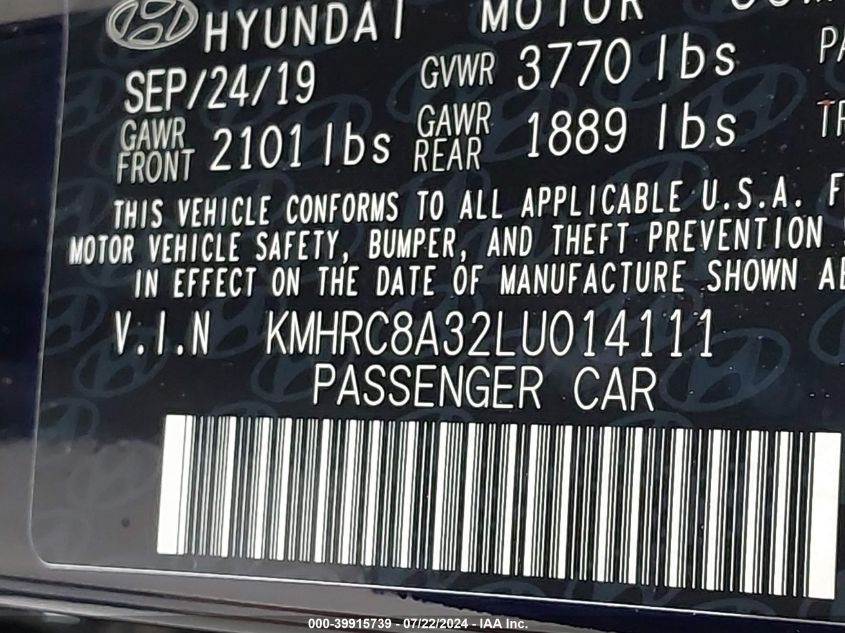 HYUNDAI MOTOR
SEP/24/19 GVWR 3770 lbs
GAWR FRONT 2101 lbs GAWR REAR 1889 lbs
THIS VEHICLE CONFORMS TO ALL APPLICABLE U.S.A. F
MOTOR VEHICLE SAFETY, BUMPER, AND THEFT PREVENTION
IN EFFECT ON THE DATE OF MANUFACTURE SHOWN
V.I.N KMHRC8A32LU014111
PASSENGER CAR
000-39915739 - 07/22/2024 - IAA Inc.